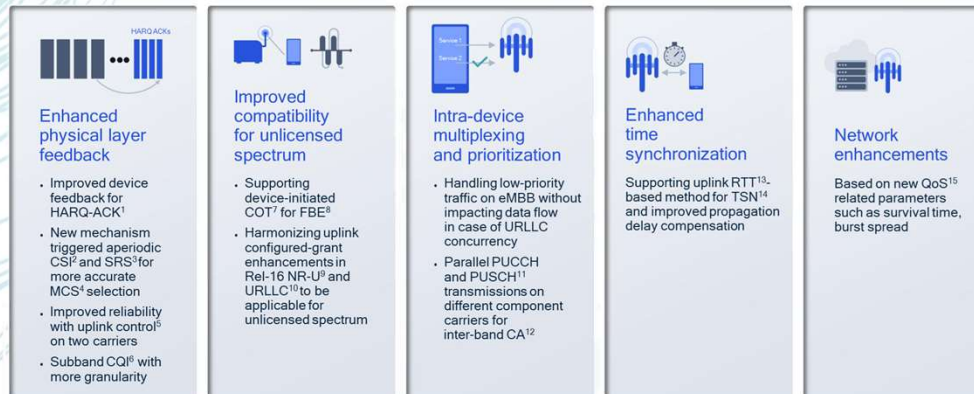 HARQ ACKs
Enhanced
physical layer
feedback
• Improved device
feedback for
HARQ-ACK¹
• New mechanism
triggered aperiodic
CSI² and SRS³ for
more accurate
MCS⁴ selection
• Improved reliability
with uplink control⁵
on two carriers
• Subband CQI⁶ with
more granularity
Improved
compatibility
for unlicensed
spectrum
• Supporting
device-initiated
COT⁷ for FBE⁸
• Harmonizing uplink
configured-grant
enhancements in
Rel-16 NR-U⁹ and
URLLC¹⁰ to be
applicable for
unlicensed spectrum
Service 1
Service 2
Intra-device
multiplexing
and prioritization
• Handling low-priority
traffic on eMBB without
impacting data flow
in case of URLLC
concurrency
• Parallel PUCCH
and PUSCH¹¹
transmissions on
different component
carriers for
inter-band CA¹²
Enhanced
time
synchronization
Supporting uplink RTT¹³-
based method for TSN¹⁴
and improved propagation
delay compensation
Network
enhancements
Based on new QoS¹⁵
related parameters
such as survival time,
burst spread